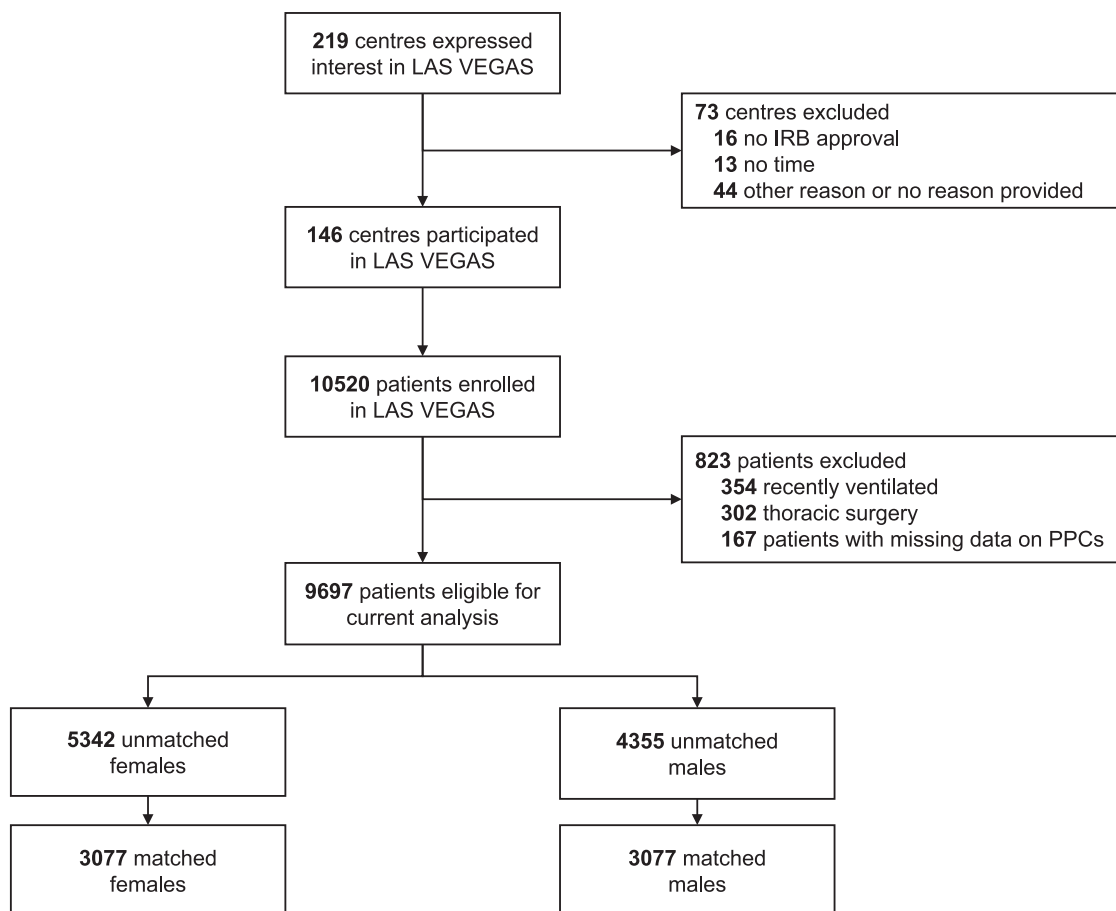 219 centres expressed
interest in LAS VEGAS
73 centres excluded
16 no IRB approval
13 no time
44 other reason or no reason provided
146 centres participated
in LAS VEGAS
10520 patients enrolled
in LAS VEGAS
823 patients excluded
354 recently ventilated
302 thoracic surgery
167 patients with missing data on PPCs
9697 patients eligible for
current analysis
5342 unmatched
females
4355 unmatched
males
3077 matched
females
3077 matched
males